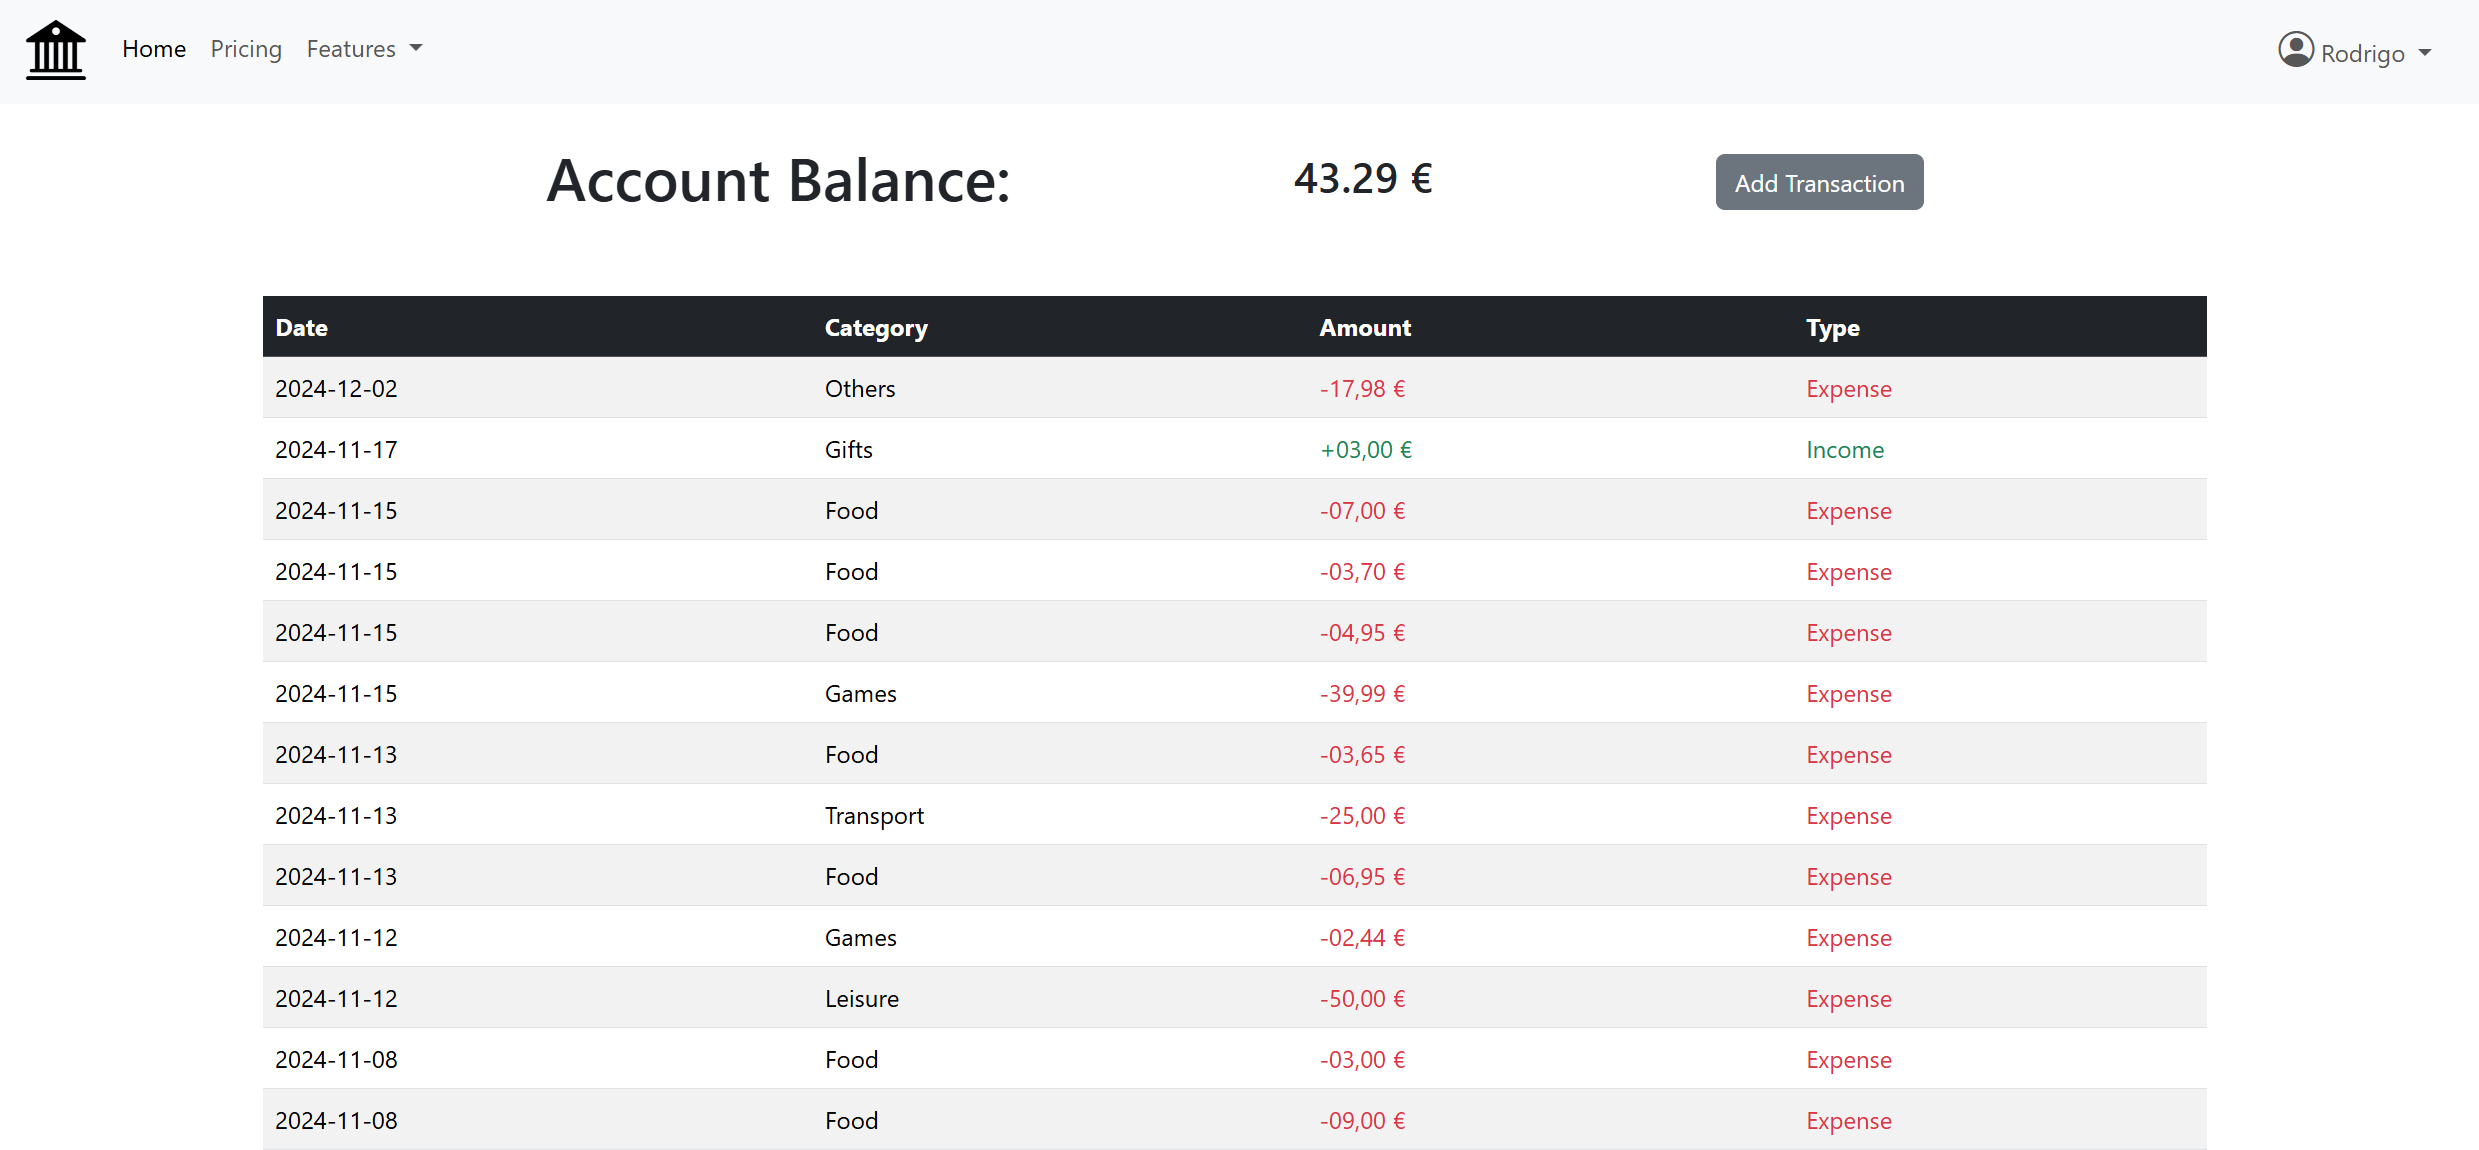 Home Pricing Features Rodrigo
Account Balance: 43.29 € Add Transaction
Date Category Amount Type
2024-12-02 Others -17,98 € Expense
2024-11-17 Gifts +03,00 € Income
2024-11-15 Food -07,00 € Expense
2024-11-15 Food -03,70 € Expense
2024-11-15 Food -04,95 € Expense
2024-11-15 Games -39,99 € Expense
2024-11-13 Food -03,65 € Expense
2024-11-13 Transport -25,00 € Expense
2024-11-13 Food -06,95 € Expense
2024-11-12 Games -02,44 € Expense
2024-11-12 Leisure -50,00 € Expense
2024-11-08 Food -03,00 € Expense
2024-11-08 Food -09,00 € Expense